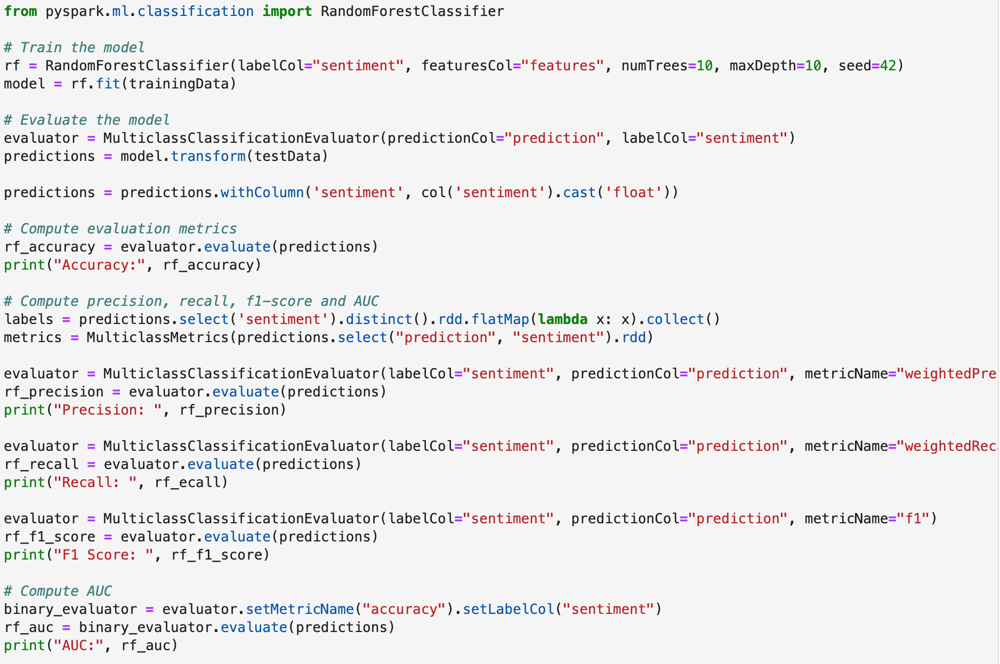 from pyspark.ml.classification import RandomForestClassifier
# Train the model
rf = RandomForestClassifier(labelCol="sentiment", featuresCol="features", numTrees=10, maxDepth=10, seed=42)
model = rf.fit(trainingData)
# Evaluate the model
evaluator = MulticlassClassificationEvaluator(predictionCol="prediction", labelCol="sentiment")
predictions = model.transform(testData)
predictions = predictions.withColumn('sentiment', col('sentiment').cast('float'))
# Compute evaluation metrics
rf_accuracy = evaluator.evaluate(predictions)
print("Accuracy:", rf_accuracy)
# Compute precision, recall, f1-score and AUC
labels = predictions.select('sentiment').distinct().rdd.flatMap(lambda x: x).collect()
metrics = MulticlassMetrics(predictions.select("prediction", "sentiment").rdd)
evaluator = MulticlassClassificationEvaluator(labelCol="sentiment", predictionCol="prediction", metricName="weightedPre
rf_precision = evaluator.evaluate(predictions)
print("Precision: ", rf_precision)
evaluator = MulticlassClassificationEvaluator(labelCol="sentiment", predictionCol="prediction", metricName="weightedRec
rf_recall = evaluator.evaluate(predictions)
print("Recall: ", rf_ecall)
evaluator = MulticlassClassificationEvaluator(labelCol="sentiment", predictionCol="prediction", metricName="f1")
rf_f1_score = evaluator.evaluate(predictions)
print("F1 Score: ", rf_f1_score)
# Compute AUC
binary_evaluator = evaluator.setMetricName("accuracy").setLabelCol("sentiment")
rf_auc = binary_evaluator.evaluate(predictions)
print("AUC:", rf_auc)